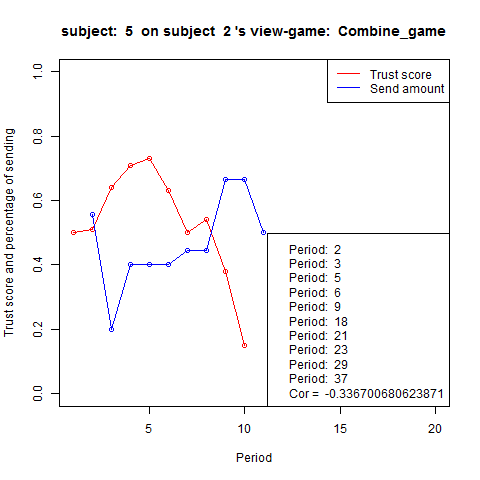 subject:  5  on subject  2 's view-game:  Combine_game
Trust score and percentage of sending
1.0
0.8
0.6
0.4
0.2
0.0
Trust score
Send amount
Period:  2
Period:  3
Period:  5
Period:  6
Period:  9
Period:  18
Period:  21
Period:  23
Period:  29
Period:  37
Cor =  -0.336700680623871
5 10 15 20
Period